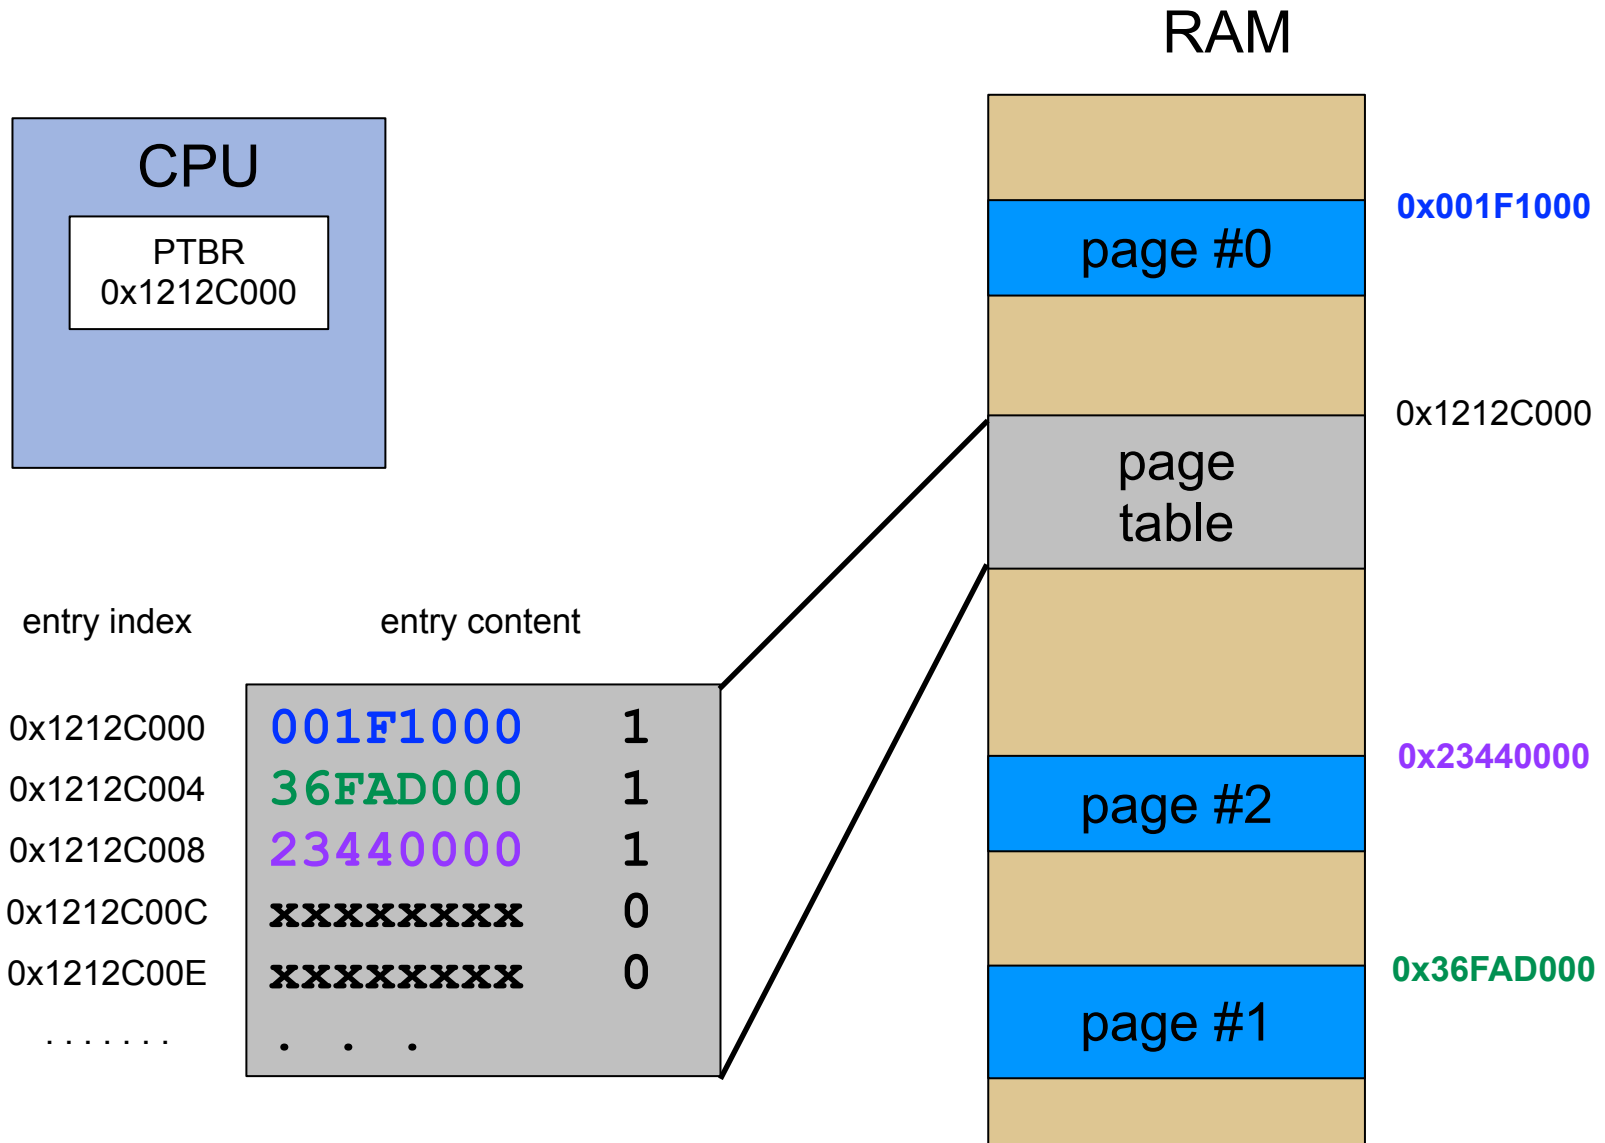 RAM
CPU
PTBR
0x1212C000
0x001F1000
page #0
0x1212C000
page
table
entry index
entry content
0x1212C000 001F1000 1
0x1212C004 36FAD000 1
0x1212C008 23440000 1
0x1212C00C xxxxxxxx 0
0x1212C00E xxxxxxxx 0
. . . . . . . . . .
0x23440000
page #2
0x36FAD000
page #1